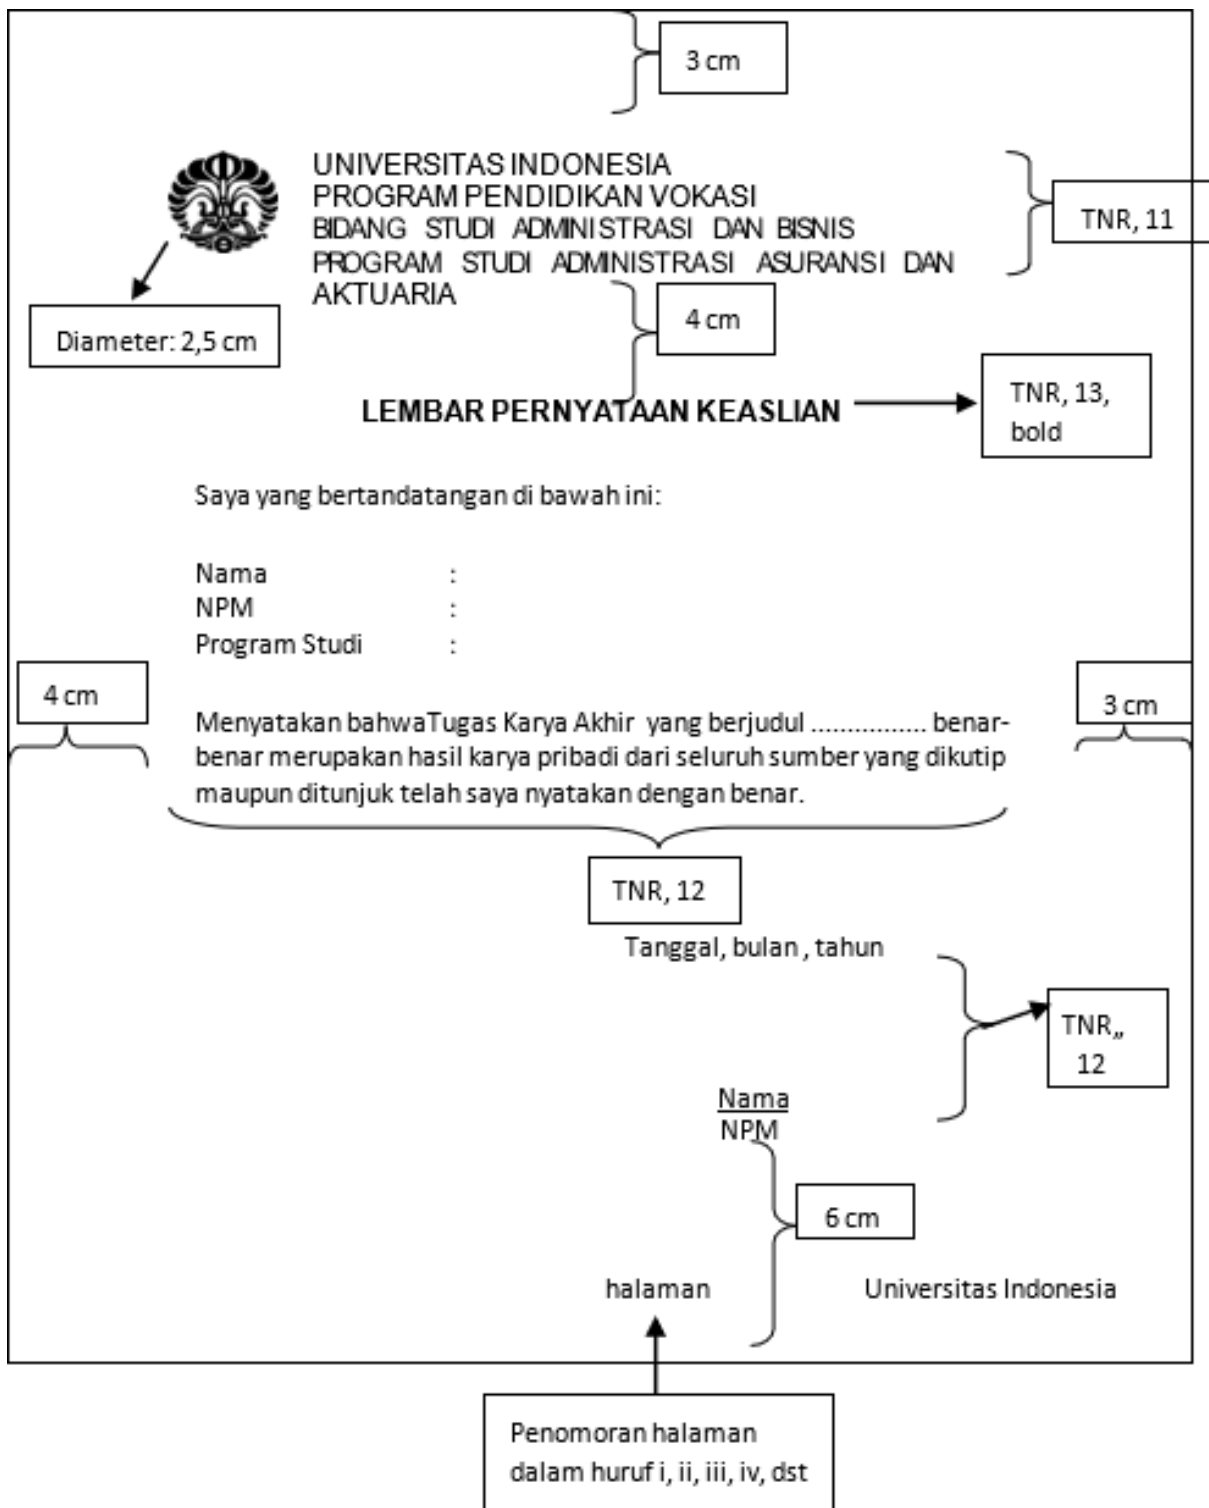 3 cm
UNIVERSITAS INDONESIA
PROGRAM PENDIDIKAN VOKASI
BIDANG STUDI ADMINISTRASI DAN BISNIS
PROGRAM STUDI ADMINISTRASI ASURANSI DAN
AKTUARIA
TNR, 11
Diameter: 2,5 cm
4 cm
LEMBAR PERNYATAAN KEASLIAN
TNR, 13,
bold
Saya yang bertandatangan di bawah ini:
Nama :
NPM :
Program Studi :
4 cm
3 cm
Menyatakan bahwaTugas Karya Akhir yang berjudul ................ benar-
benar merupakan hasil karya pribadi dari seluruh sumber yang dikutip
maupun ditunjuk telah saya nyatakan dengan benar.
TNR, 12
Tanggal, bulan , tahun
TNR,,
12
Nama
NPM
6 cm
halaman
Universitas Indonesia
Penomoran halaman
dalam huruf i, ii, iii, iv, dst